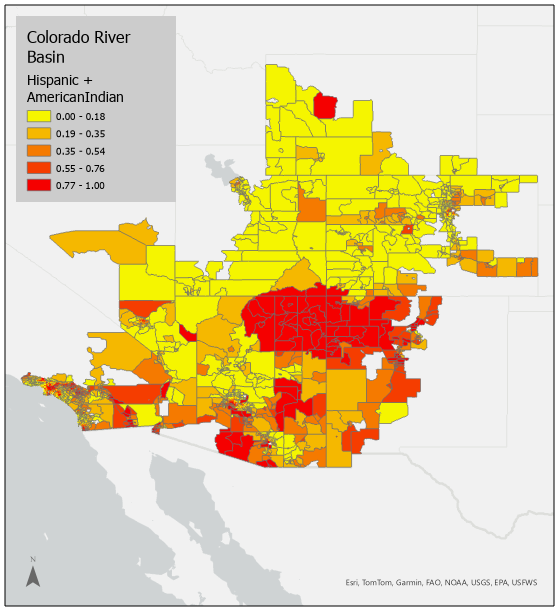 Colorado River
Basin
Hispanic +
AmericanIndian
0.00 - 0.18
0.19 - 0.35
0.35 - 0.54
0.55 - 0.76
0.77 - 1.00
N
Esri, TomTom, Garmin, FAO, NOAA, USGS, EPA, USFWS